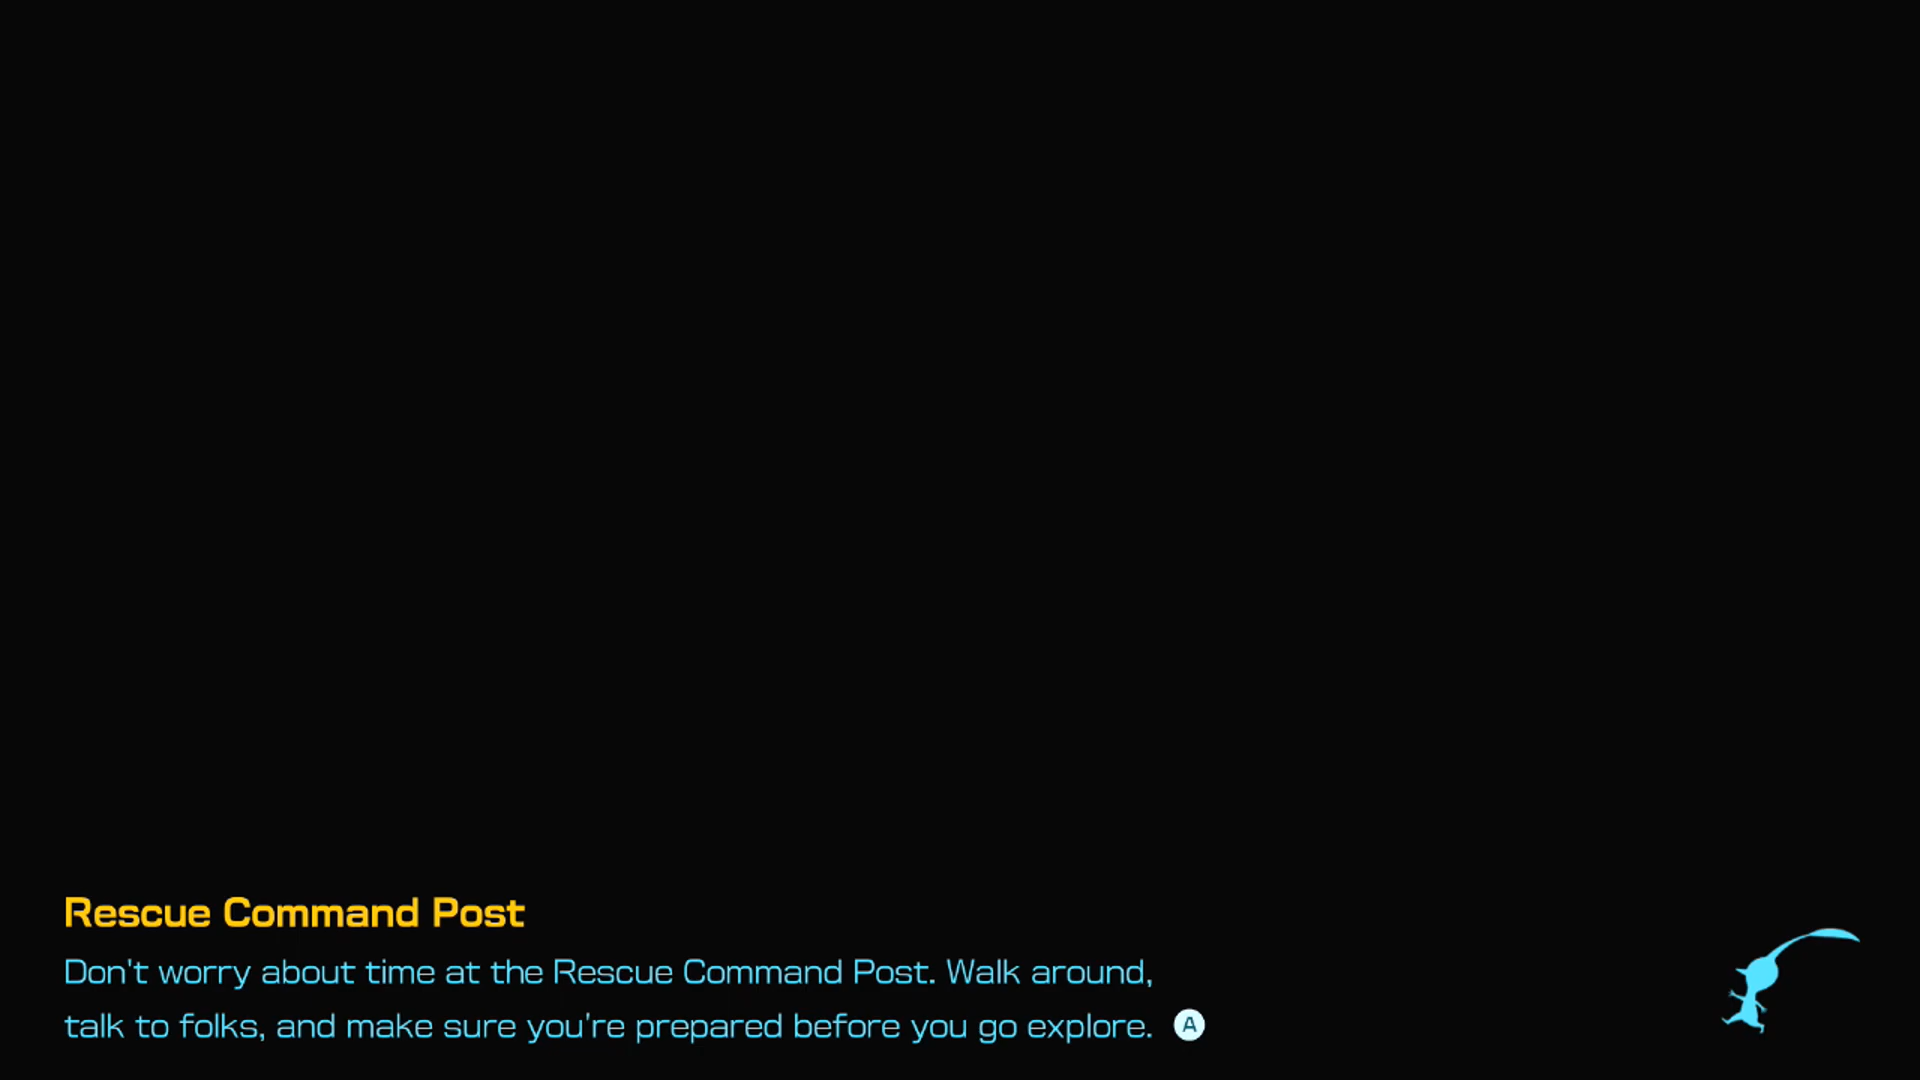 Rescue Command Post
Don't worry about time at the Rescue Command Post. Walk around,
talk to folks, and make sure you're prepared before you go explore. A